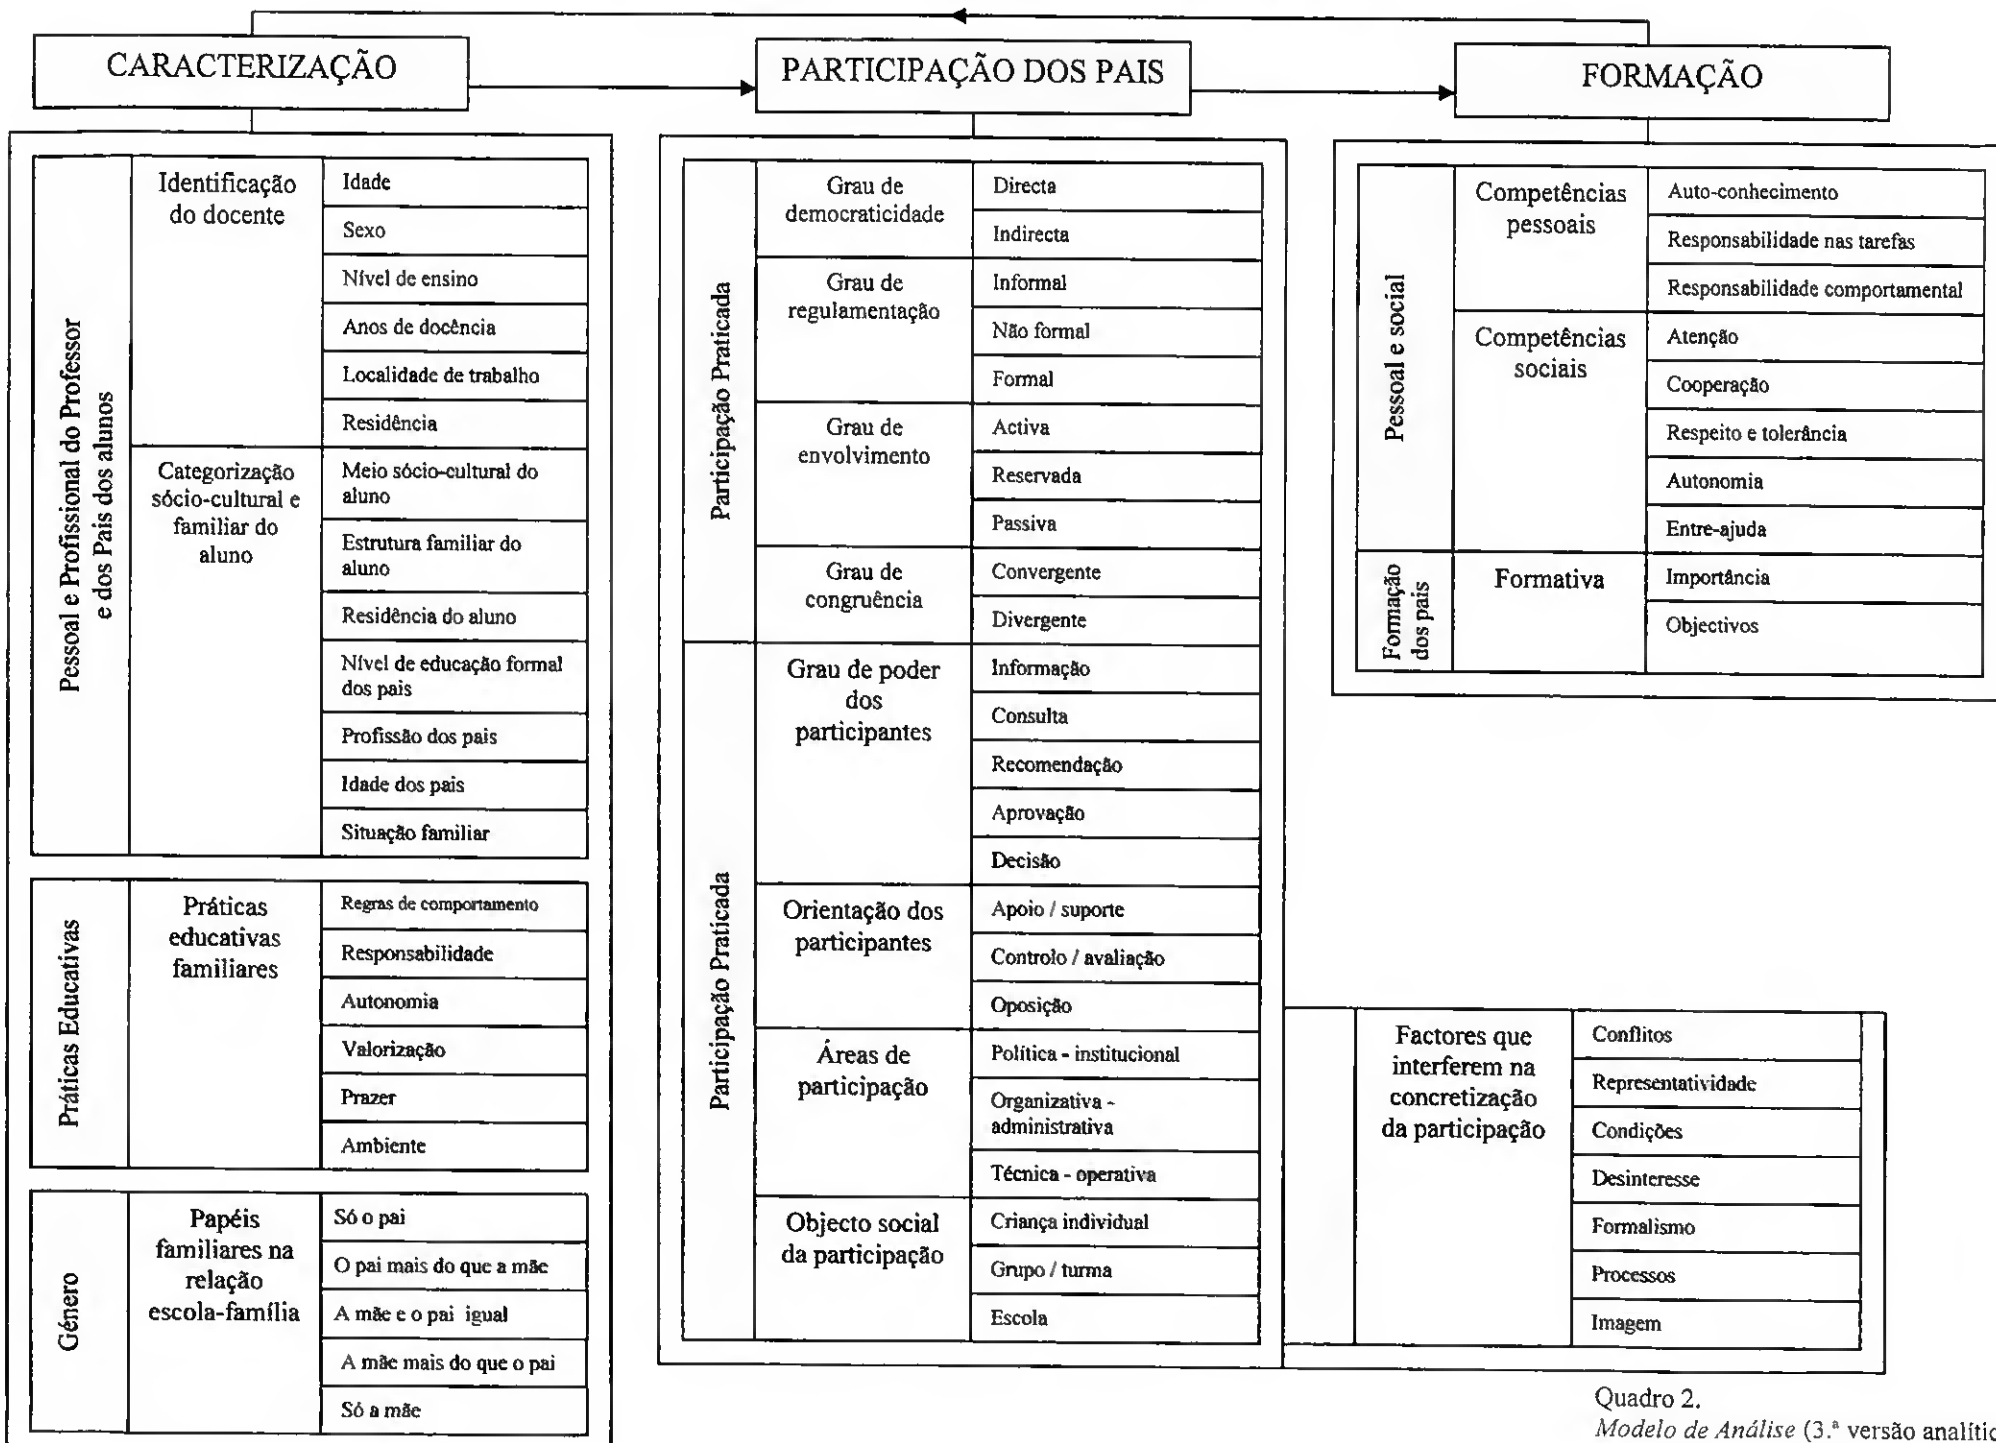 CARACTERIZAÇÃO
PARTICIPAÇÃO DOS PAIS
FORMAÇÃO
Pessoal e Profissional do Professor
e dos Pais dos alunos
Identificação
do docente
Idade
Sexo
Nível de ensino
Anos de docência
Localidade de trabalho
Residência
Categorização
sócio-cultural e
familiar do
aluno
Meio sócio-cultural do
aluno
Estrutura familiar do
aluno
Residência do aluno
Nível de educação formal
dos pais
Profissão dos pais
Idade dos pais
Situação familiar
Práticas Educativas
Práticas
educativas
familiares
Regras de comportamento
Responsabilidade
Autonomia
Valorização
Prazer
Ambiente
Género
Papéis
familiares na
relação
escola-família
Só o pai
O pai mais do que a mãe
A mãe e o pai igual
A mãe mais do que o pai
Só a mãe
Participação Praticada
Grau de
democraticidade
Directa
Indirecta
Grau de
regulamentação
Informal
Não formal
Formal
Grau de
envolvimento
Activa
Reservada
Passiva
Grau de
congruência
Convergente
Divergente
Participação Praticada
Grau de poder
dos
participantes
Informação
Consulta
Recomendação
Aprovação
Decisão
Orientação dos
participantes
Apoio / suporte
Controlo / avaliação
Oposição
Áreas de
participação
Política - institucional
Organizativa -
administrativa
Técnica - operativa
Objecto social
da participação
Criança individual
Grupo / turma
Escola
Pessoal e social
Competências
pessoais
Auto-conhecimento
Responsabilidade nas tarefas
Responsabilidade comportamental
Competências
sociais
Atenção
Cooperação
Respeito e tolerância
Autonomia
Entre-ajuda
Formação
dos pais
Formativa
Importância
Objectivos
Factores que
interferem na
concretização
da participação
Conflitos
Representatividade
Condições
Desinteresse
Formalismo
Processos
Imagem
Quadro 2.
Modelo de Análise (3.ª versão analític